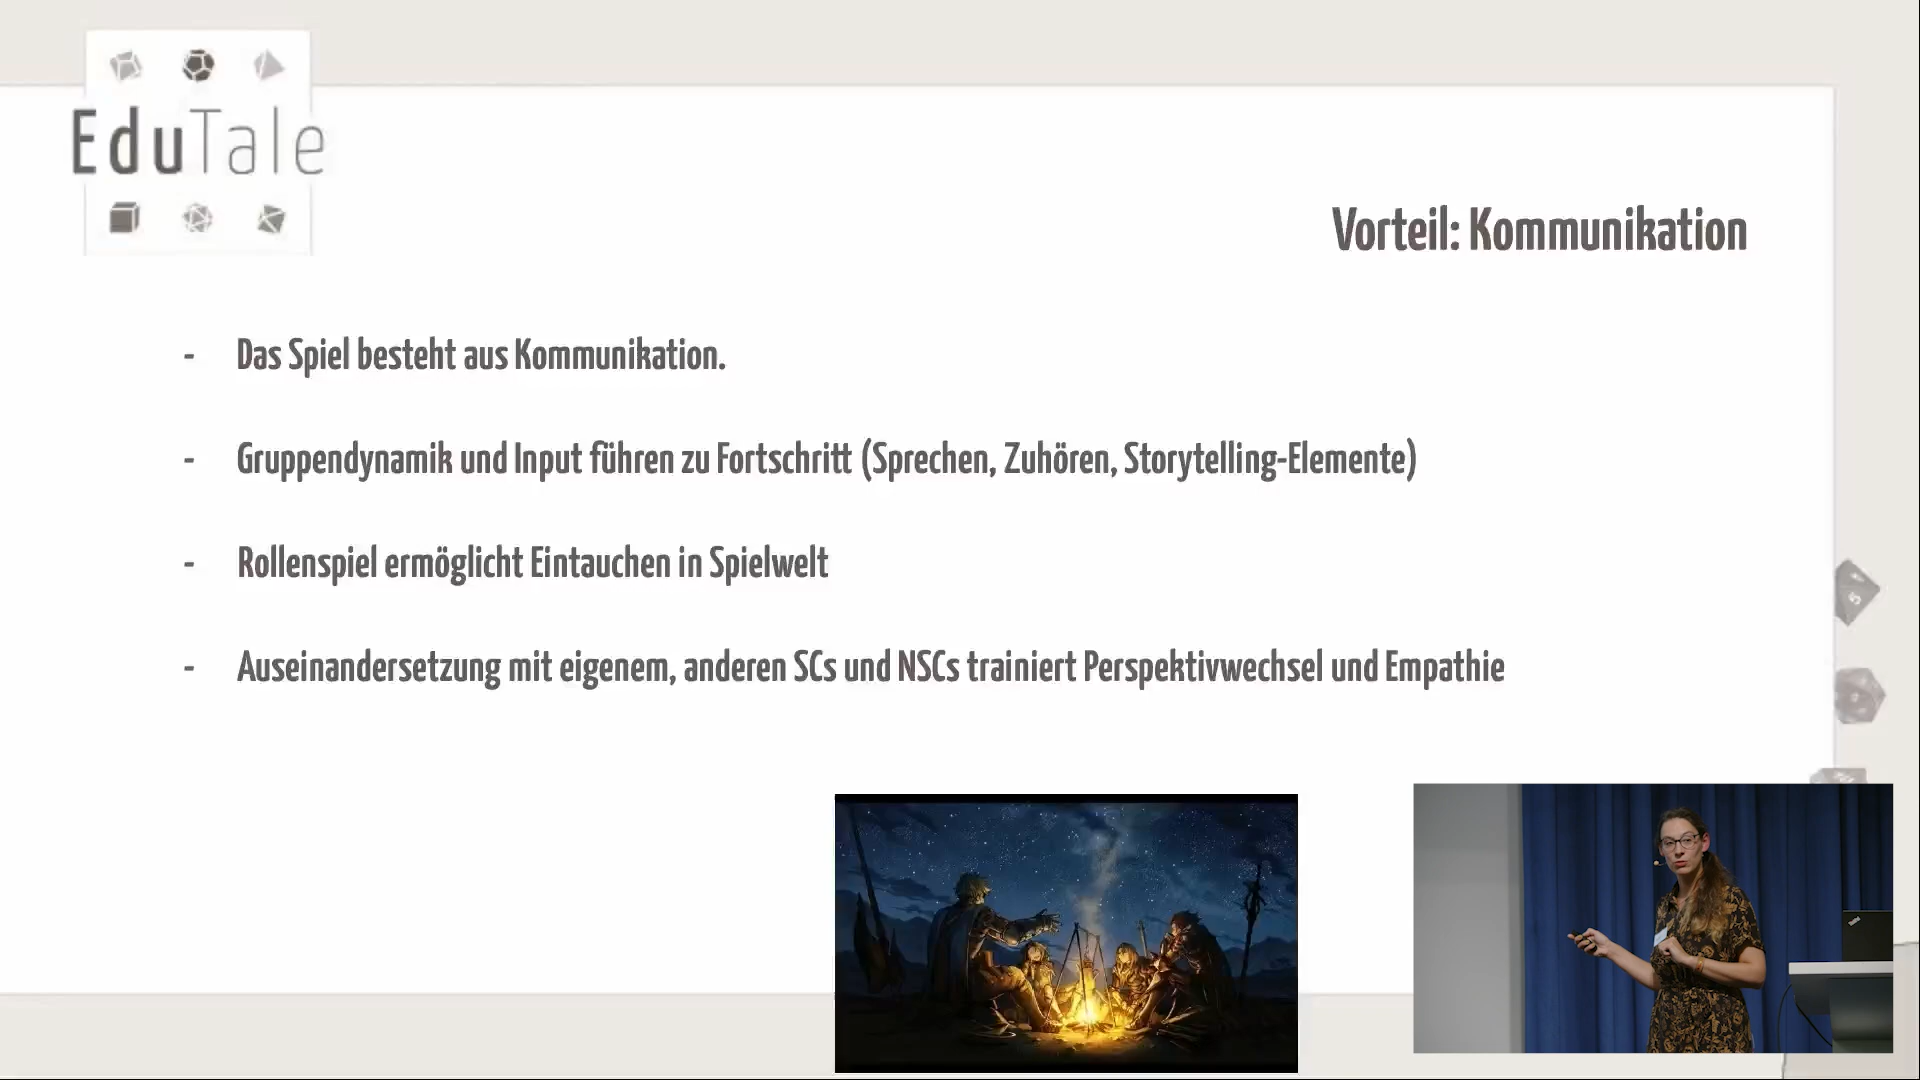 EduTale
Vorteil: Kommunikation
- Das Spiel besteht aus Kommunikation.
- Gruppendynamik und Input führen zu Fortschritt (Sprechen, Zuhören, Storytelling-Elemente)
- Rollenspiel ermöglicht Eintauchen in Spielwelt
- Auseinandersetzung mit eigenem, anderen SCs und NSCs trainiert Perspektivwechsel und Empathie
5